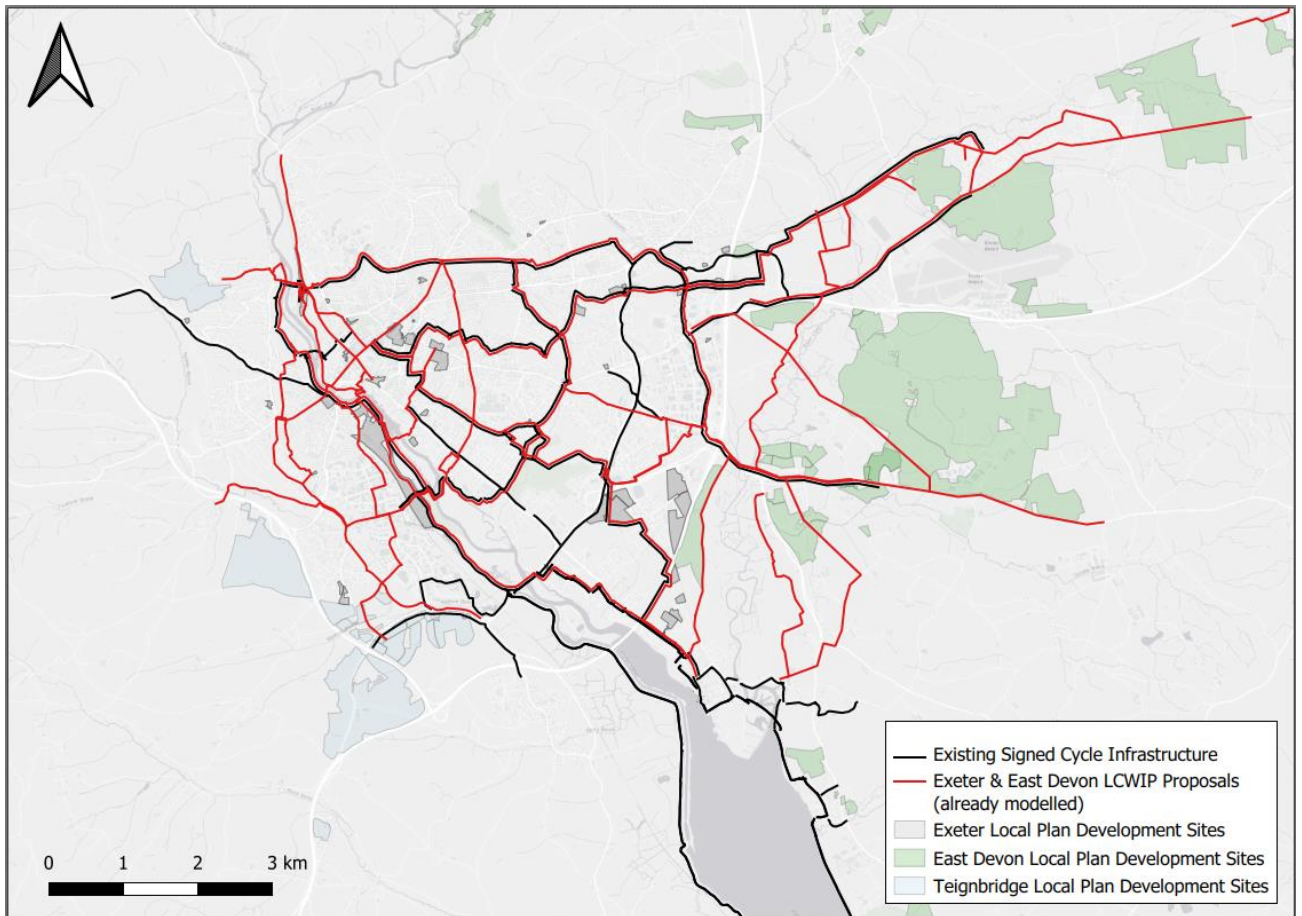 Existing Signed Cycle Infrastructure
Exeter & East Devon LCWIP Proposals
(already modelled)
Exeter Local Plan Development Sites
East Devon Local Plan Development Sites
Teignbridge Local Plan Development Sites
0 1 2 3 km